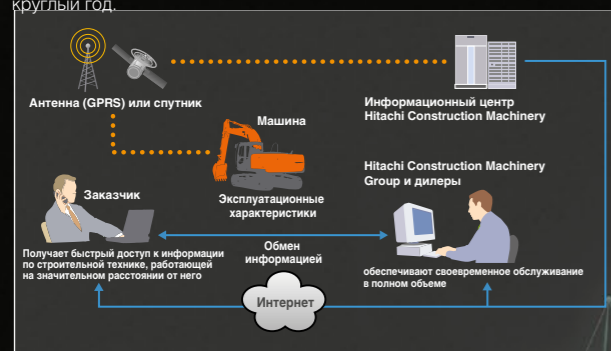 круглый год.
Антенна (GPRS) или спутник
Информационный центр
Hitachi Construction Machinery
Машина
Эксплуатационные
характеристики
Hitachi Construction Machinery
Group и дилеры
Заказчик
Получает быстрый доступ к информации
по строительной технике, работающей
на значительном расстоянии от него
Обмен
информацией
обеспечивают своевременное обслуживание
в полном объеме
Интернет